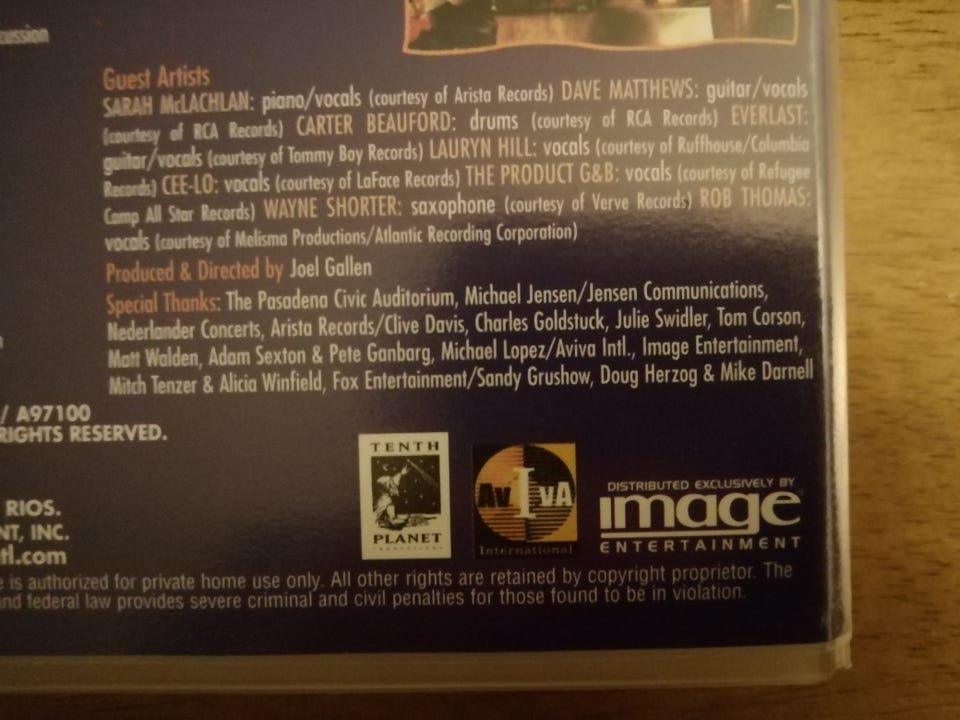 cussion
Guest Artists
SARAH McLACHLAN: piano/vocals (courtesy of Arista Records) DAVE MATTHEWS: guitar/vocals
(courtesy of RCA Records) CARTER BEAUFORD: drums (courtesy of RCA Records) EVERLAST:
guitar/vocals (courtesy of Tommy Boy Records) LAURYN HILL: vocals (courtesy of Ruffhouse/Columbia
Records) CEE-LO: vocals (courtesy of LaFace Records) THE PRODUCT G&B: vocals (courtesy of Refugee
Camp All Star Records) WAYNE SHORTER: saxophone (courtesy of Verve Records) ROB THOMAS:
vocals (courtesy of Melisma Productions/Atlantic Recording Corporation)
Produced & Directed by Joel Gallen
Special Thanks: The Pasadena Civic Auditorium, Michael Jensen/Jensen Communications,
Nederlander Concerts, Arista Records/Clive Davis, Charles Goldstuck, Julie Swidler, Tom Corson,
Matt Walden, Adam Sexton & Pete Ganbarg, Michael Lopez/Aviva Intl., Image Entertainment,
Mitch Tenzer & Alicia Winfield, Fox Entertainment/Sandy Grushow, Doug Herzog & Mike Darnell
/ A97100
RIGHTS RESERVED.
RIOS.
NT, INC.
tl.com
TENTH
PLANET
AvIvA
International
DISTRIBUTED EXCLUSIVELY BY
image
ENTERTAINMENT
e is authorized for private home use only. All other rights are retained by copyright proprietor. The
nd federal law provides severe criminal and civil penalties for those found to be in violation.